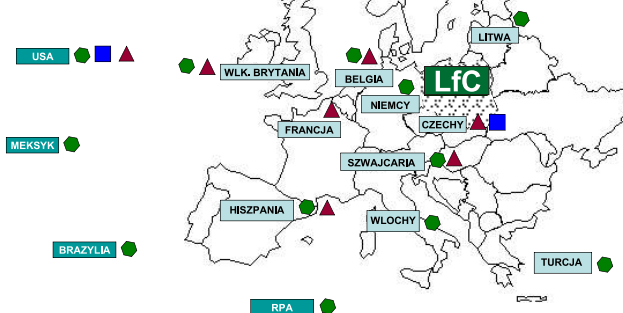 LITWA
USA
WLK. BRYTANIA
BELGIA
LfC
NIEMCY
FRANCJA
CZECHY
MEKSYK
SZWAJCARIA
HISZPANIA
WLOCHY
BRAZYLIA
TURCJA
RPA